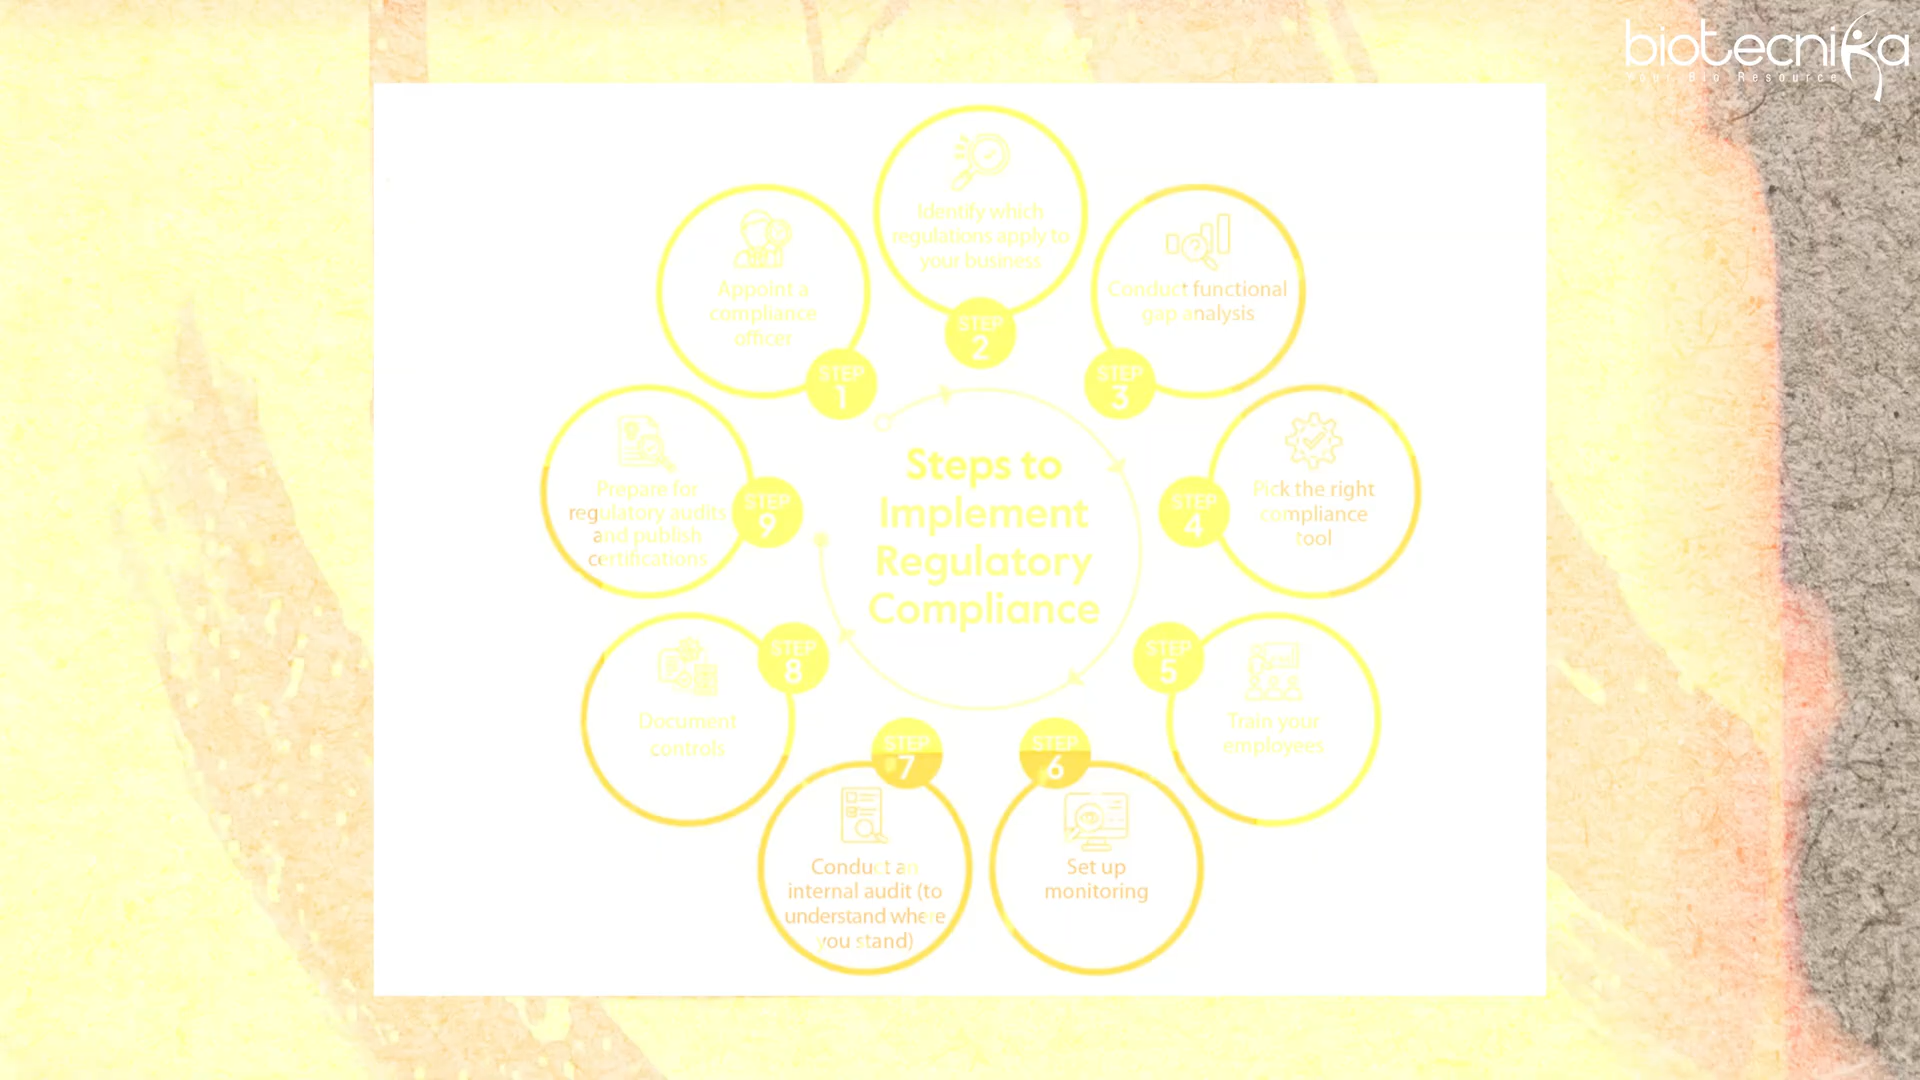 biotecnika
Your Bio Resource
Steps to
Implement
Regulatory
Compliance
STEP
1
Appoint a
compliance
officer
STEP
2
Identify which
regulations apply to
your business
STEP
3
Conduct functional
gap analysis
STEP
4
Pick the right
compliance
tool
STEP
5
Train your
employees
STEP
6
Set up
monitoring
STEP
7
Conduct an
internal audit (to
understand where
you stand)
STEP
8
Document
controls
STEP
9
Prepare for
regulatory audits
and publish
certifications